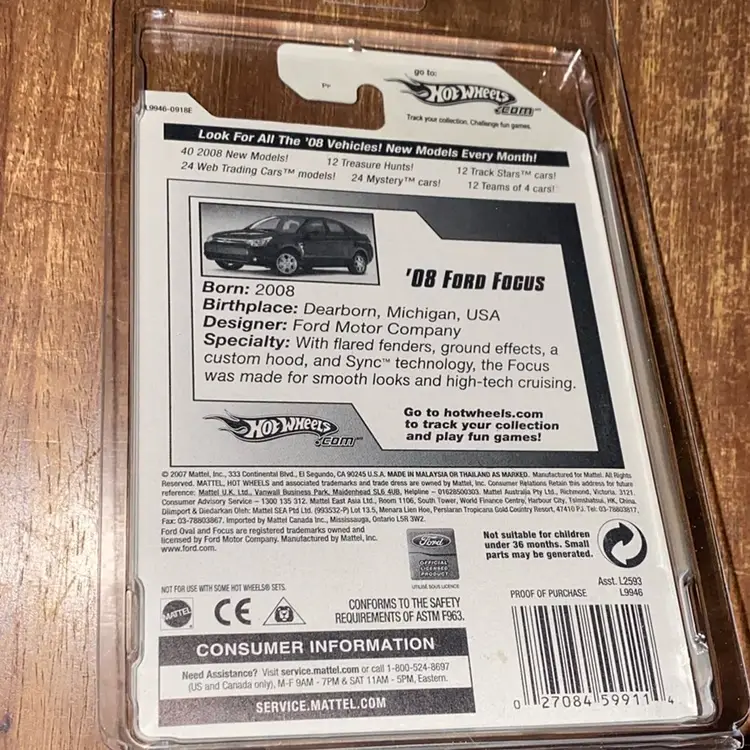 go to:
Hot Wheels
.com™
Track your collection. Challenge fun games.
L9946-0918E
Look For All The '08 Vehicles! New Models Every Month!
40 2008 New Models! 12 Treasure Hunts! 12 Track Stars™ cars!
24 Web Trading Cars™ models! 24 Mystery™ cars! 12 Teams of 4 cars!
'08 FORD FOCUS
Born: 2008
Birthplace: Dearborn, Michigan, USA
Designer: Ford Motor Company
Specialty: With flared fenders, ground effects, a
custom hood, and Sync™ technology, the Focus
was made for smooth looks and high-tech cruising.
Hot Wheels
.com™
Go to hotwheels.com
to track your collection
and play fun games!
© 2007 Mattel, Inc., 333 Continental Blvd., El Segundo, CA 90245 U.S.A. MADE IN MALAYSIA OR THAILAND AS MARKED. Manufactured for Mattel. All Rights
Reserved. MATTEL, HOT WHEELS and associated trademarks and trade dress are owned by Mattel, Inc. Consumer Relations Retain this address for future
reference: Mattel U.K. Ltd., Vanwall Business Park, Maidenhead SL6 4UB. Helpline – 01628500303. Mattel Australia Pty Ltd., Richmond, Victoria. 3121.
Consumer Advisory Service – 1300 135 312. Mattel East Asia Ltd., Room 1106, South Tower, World Finance Centre, Harbour City, Tsimshatsui, HK, China.
Diimport & Diedarkan Oleh: Mattel SEA Ptd Ltd. (993532-P) Lot 13.5, Menara Lien Hoe, Persiaran Tropicana Golf Country Resort, 47410 PJ. Tel: 03-78803817,
Fax: 03-78803867. Imported by Mattel Canada Inc., Mississauga, Ontario L5R 3W2.
Ford Oval and Focus are registered trademarks owned and
licensed by Ford Motor Company. Manufactured by Mattel, Inc.
www.ford.com.
Ford
OFFICIAL
LICENSED
PRODUCT
UTILISÉ SOUS LICENCE
Not suitable for children
under 36 months. Small
parts may be generated.
Asst. L2593
PROOF OF PURCHASE L9946
NOT FOR USE WITH SOME HOT WHEELS® SETS.
MATTEL
CE
CONFORMS TO THE SAFETY
REQUIREMENTS OF ASTM F963.
CONSUMER INFORMATION
Need Assistance? Visit service.mattel.com or call 1-800-524-8697
(US and Canada only), M-F 9AM - 7PM & SAT 11AM - 5PM, Eastern.
SERVICE.MATTEL.COM
0 27084 59911 4